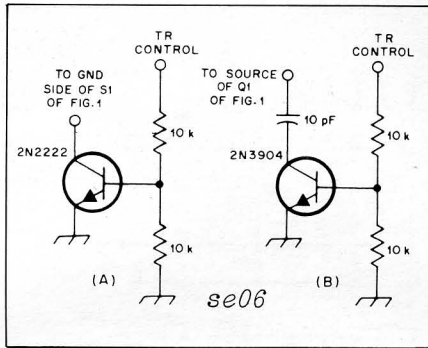 TR
CONTROL
TO GND
SIDE OF S1
OF FIG.1
10 k
2N2222
10 k
(A)
TR
CONTROL
TO SOURCE
OF Q1
OF FIG.1
10 pF
10 k
2N3904
10 k
(B)
se06